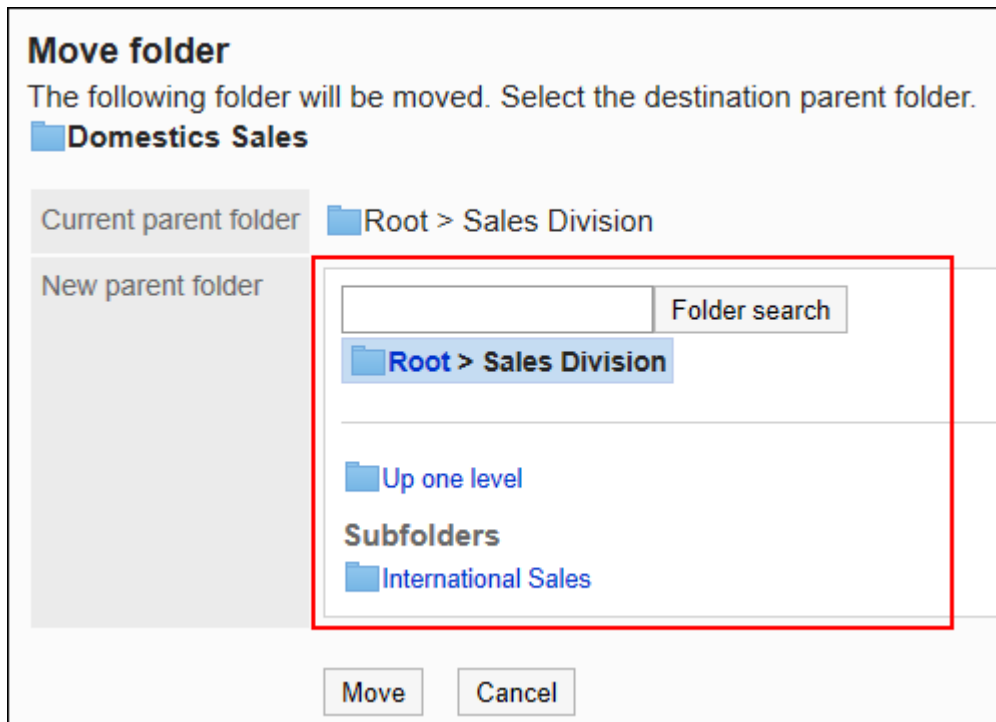 Move folder
The following folder will be moved. Select the destination parent folder.
Domestics Sales
Current parent folder Root > Sales Division
New parent folder
Folder search
Root > Sales Division
Up one level
Subfolders
International Sales
Move Cancel